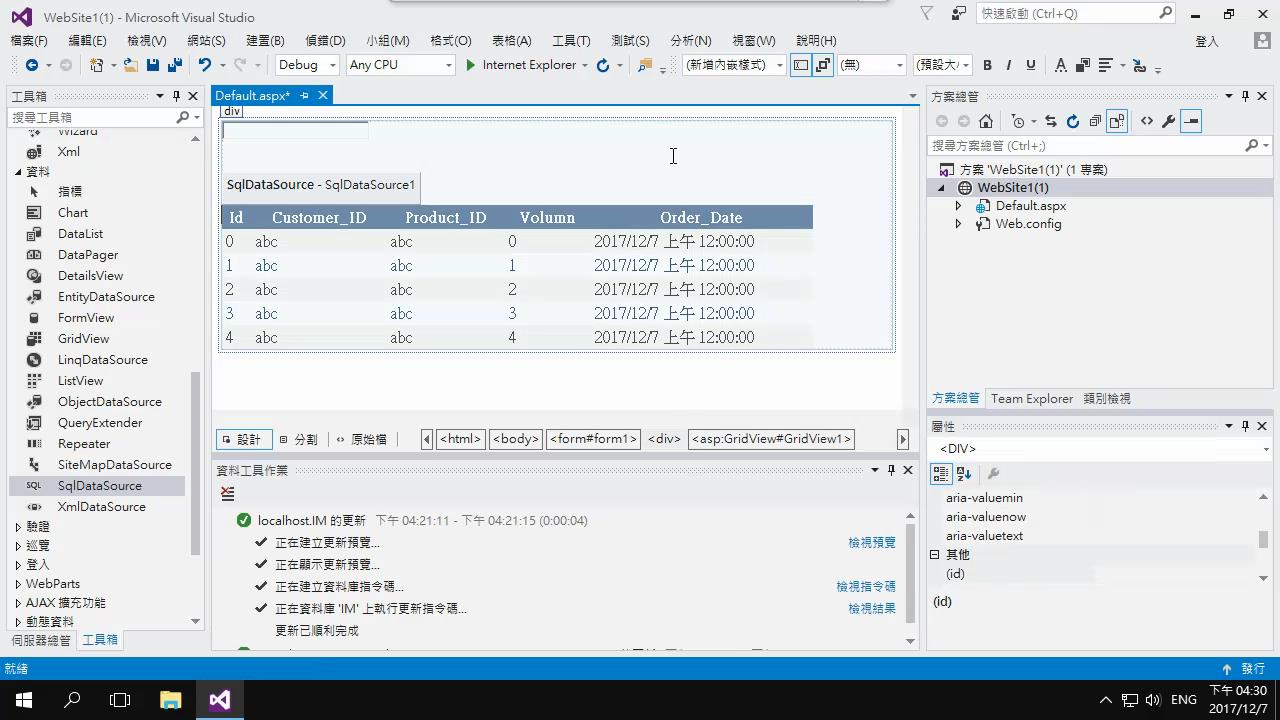 WebSite1(1) - Microsoft Visual Studio
快速啟動 (Ctrl+Q)
檔案(F) 編輯(E) 檢視(V) 網站(S) 建置(B) 偵錯(D) 小組(M) 格式(O) 表格(A) 工具(T) 測試(S) 分析(N) 視窗(W) 說明(H) 登入
Debug Any CPU Internet Explorer (新增內嵌樣式) (無) (預設大/ B I U A
工具箱
搜尋工具箱
Wizard
Xml
資料
指標
Chart
DataList
DataPager
DetailsView
EntityDataSource
FormView
GridView
LinqDataSource
ListView
ObjectDataSource
QueryExtender
Repeater
SiteMapDataSource
SQL SqlDataSource
XmlDataSource
驗證
巡覽
登入
WebParts
AJAX 擴充功能
動態資料
伺服器總管 工具箱
Default.aspx*
div
SqlDataSource - SqlDataSource1
Id Customer_ID Product_ID Volumn Order_Date
0 abc abc 0 2017/12/7 上午 12:00:00
1 abc abc 1 2017/12/7 上午 12:00:00
2 abc abc 2 2017/12/7 上午 12:00:00
3 abc abc 3 2017/12/7 上午 12:00:00
4 abc abc 4 2017/12/7 上午 12:00:00
設計 分割 原始檔 <html> <body> <form#form1> <div> <asp:GridView#GridView1>
資料工具作業
localhost.IM 的更新 下午 04:21:11 - 下午 04:21:15 (0:00:04)
正在建立更新預覽... 檢視預覽
正在顯示更新預覽...
正在建立資料庫指令碼... 檢視指令碼
正在資料庫 'IM' 上執行更新指令碼... 檢視結果
更新已順利完成
方案總管
搜尋方案總管 (Ctrl+;)
方案 'WebSite1(1)' (1 專案)
WebSite1(1)
Default.aspx
Web.config
方案總管 Team Explorer 類別檢視
屬性
<DIV>
aria-valuemin
aria-valuenow
aria-valuetext
其他
(id)
(id)
就緒 發行
ENG 下午 04:30
2017/12/7